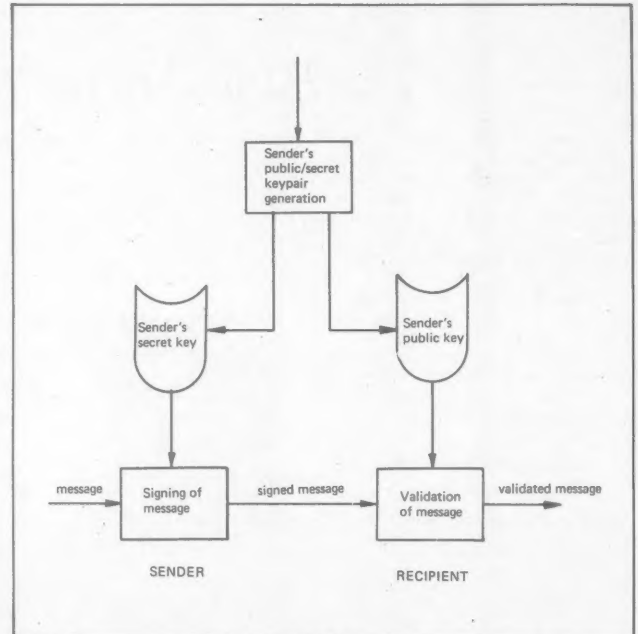 Sender's
public/secret
keypair
generation
Sender's
secret key
Sender's
public key
message
Signing of
message
signed message
Validation
of message
validated message
SENDER
RECIPIENT